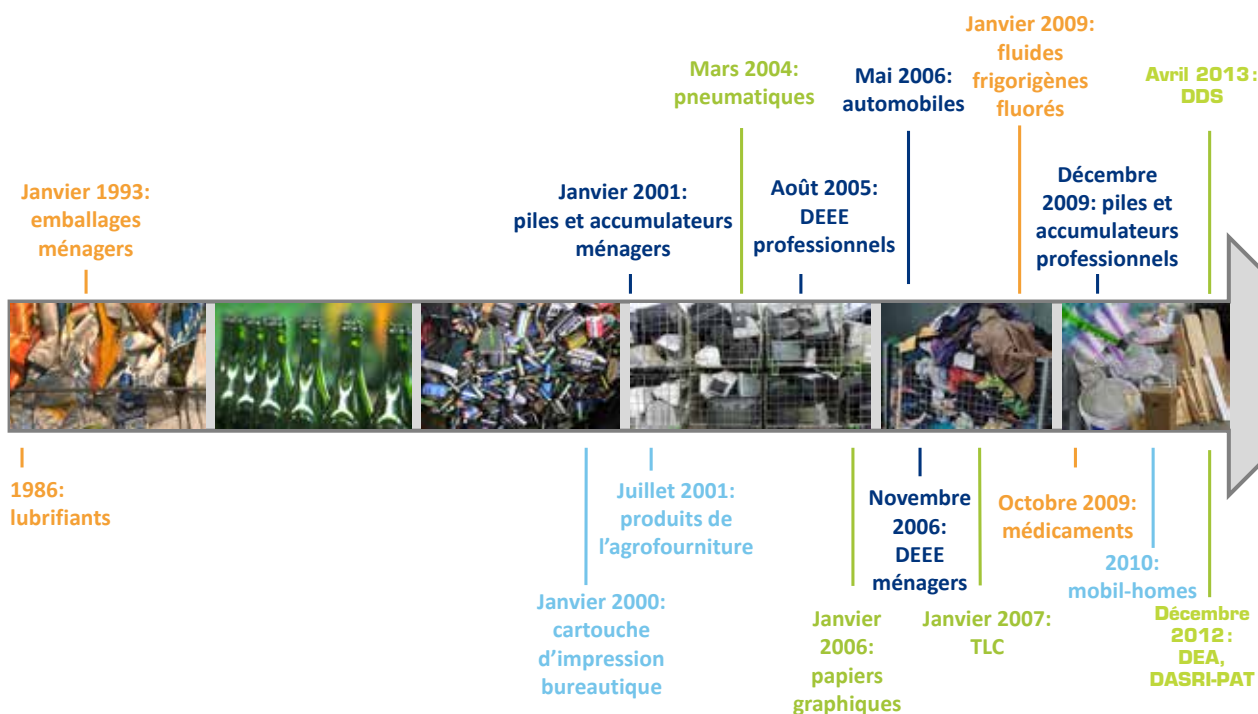 Janvier 2009:
fluides
frigorigènes
fluorés
Mars 2004:
pneumatiques
Mai 2006:
automobiles
Avril 2013:
DDS
Janvier 1993:
emballages
ménagers
Janvier 2001:
piles et accumulateurs
ménagers
Août 2005:
DEEE
professionnels
Décembre
2009: piles et
accumulateurs
professionnels
1986:
lubrifiants
Juillet 2001:
produits de
l'agrofourniture
Novembre
2006:
DEEE
ménagers
Octobre 2009:
médicaments
2010:
mobil-homes
Janvier 2000:
cartouche
d'impression
bureautique
Janvier
2006:
papiers
graphiques
Janvier 2007:
TLC
Décembre
2012:
DEA,
DASRI-PAT